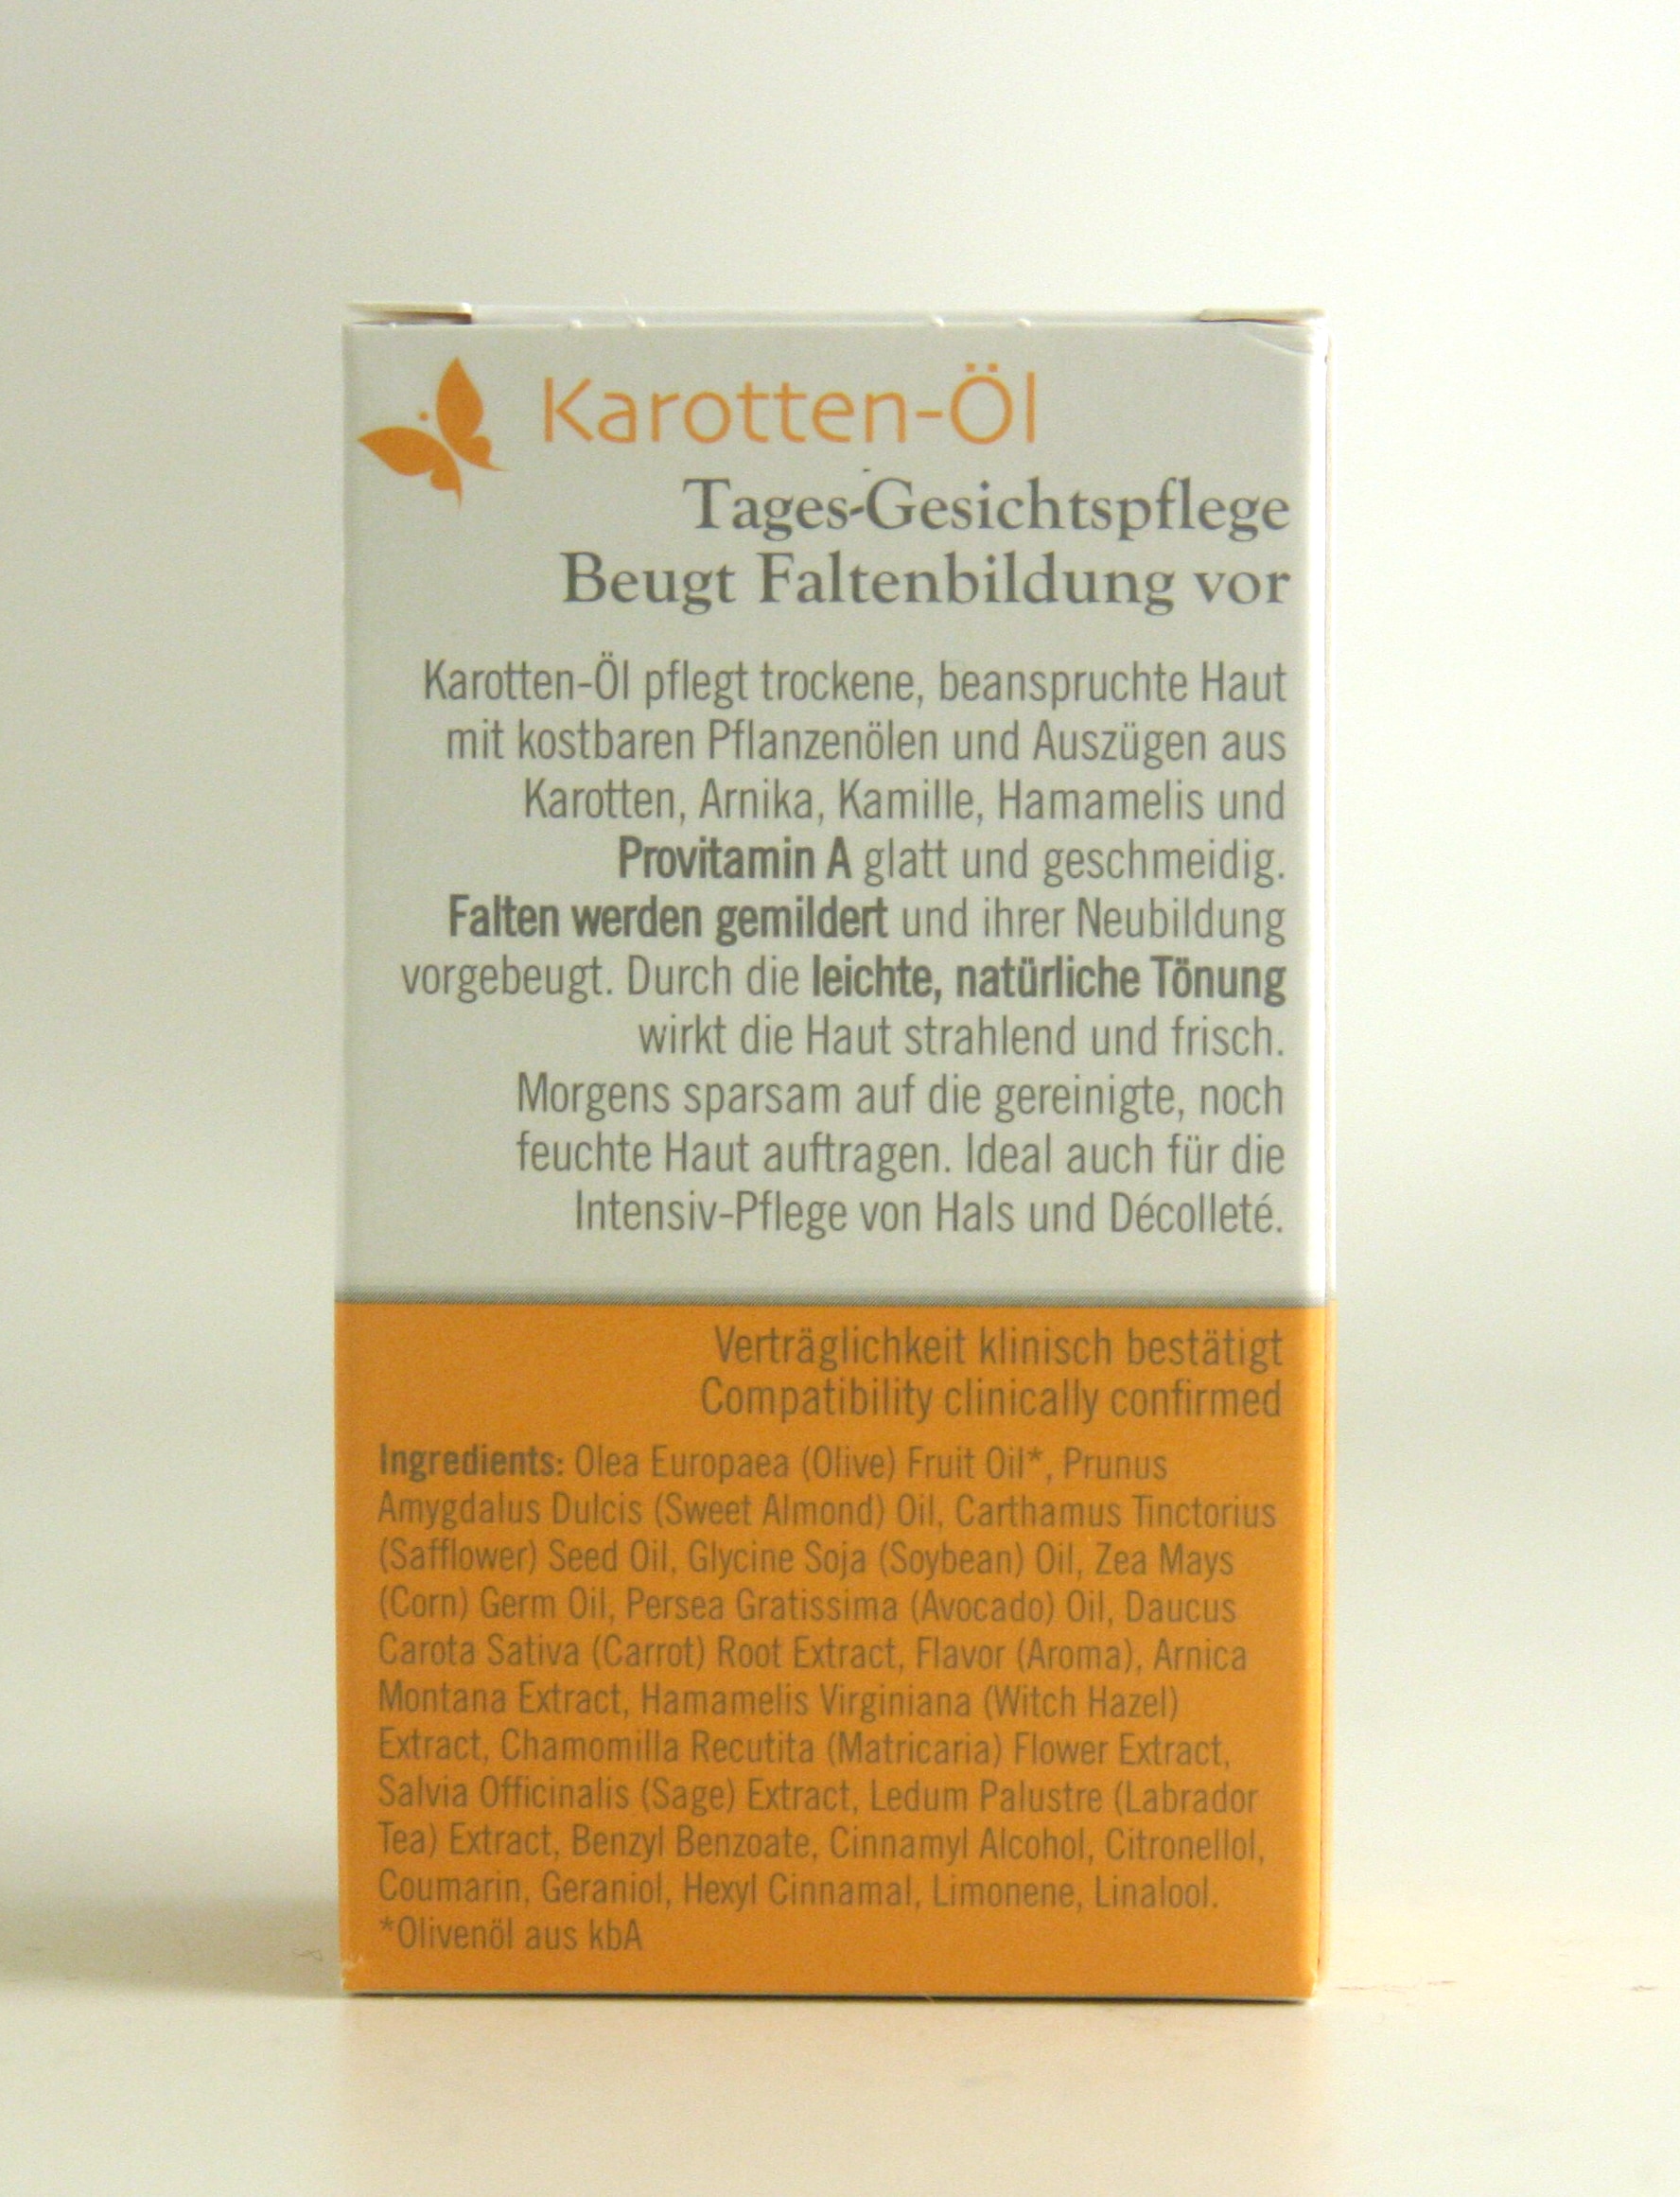 Karotten-Öl
Tages-Gesichtspflege
Beugt Faltenbildung vor
Karotten-Öl pflegt trockene, beanspruchte Haut
mit kostbaren Pflanzenölen und Auszügen aus
Karotten, Arnika, Kamille, Hamamelis und
Provitamin A glatt und geschmeidig.
Falten werden gemildert und ihrer Neubildung
vorgebeugt. Durch die leichte, natürliche Tönung
wirkt die Haut strahlend und frisch.
Morgens sparsam auf die gereinigte, noch
feuchte Haut auftragen. Ideal auch für die
Intensiv-Pflege von Hals und Décolleté.
Verträglichkeit klinisch bestätigt
Compatibility clinically confirmed
Ingredients: Olea Europaea (Olive) Fruit Oil*, Prunus
Amygdalus Dulcis (Sweet Almond) Oil, Carthamus Tinctorius
(Safflower) Seed Oil, Glycine Soja (Soybean) Oil, Zea Mays
(Corn) Germ Oil, Persea Gratissima (Avocado) Oil, Daucus
Carota Sativa (Carrot) Root Extract, Flavor (Aroma), Arnica
Montana Extract, Hamamelis Virginiana (Witch Hazel)
Extract, Chamomilla Recutita (Matricaria) Flower Extract,
Salvia Officinalis (Sage) Extract, Ledum Palustre (Labrador
Tea) Extract, Benzyl Benzoate, Cinnamyl Alcohol, Citronellol,
Coumarin, Geraniol, Hexyl Cinnamal, Limonene, Linalool.
*Olivenöl aus kbA